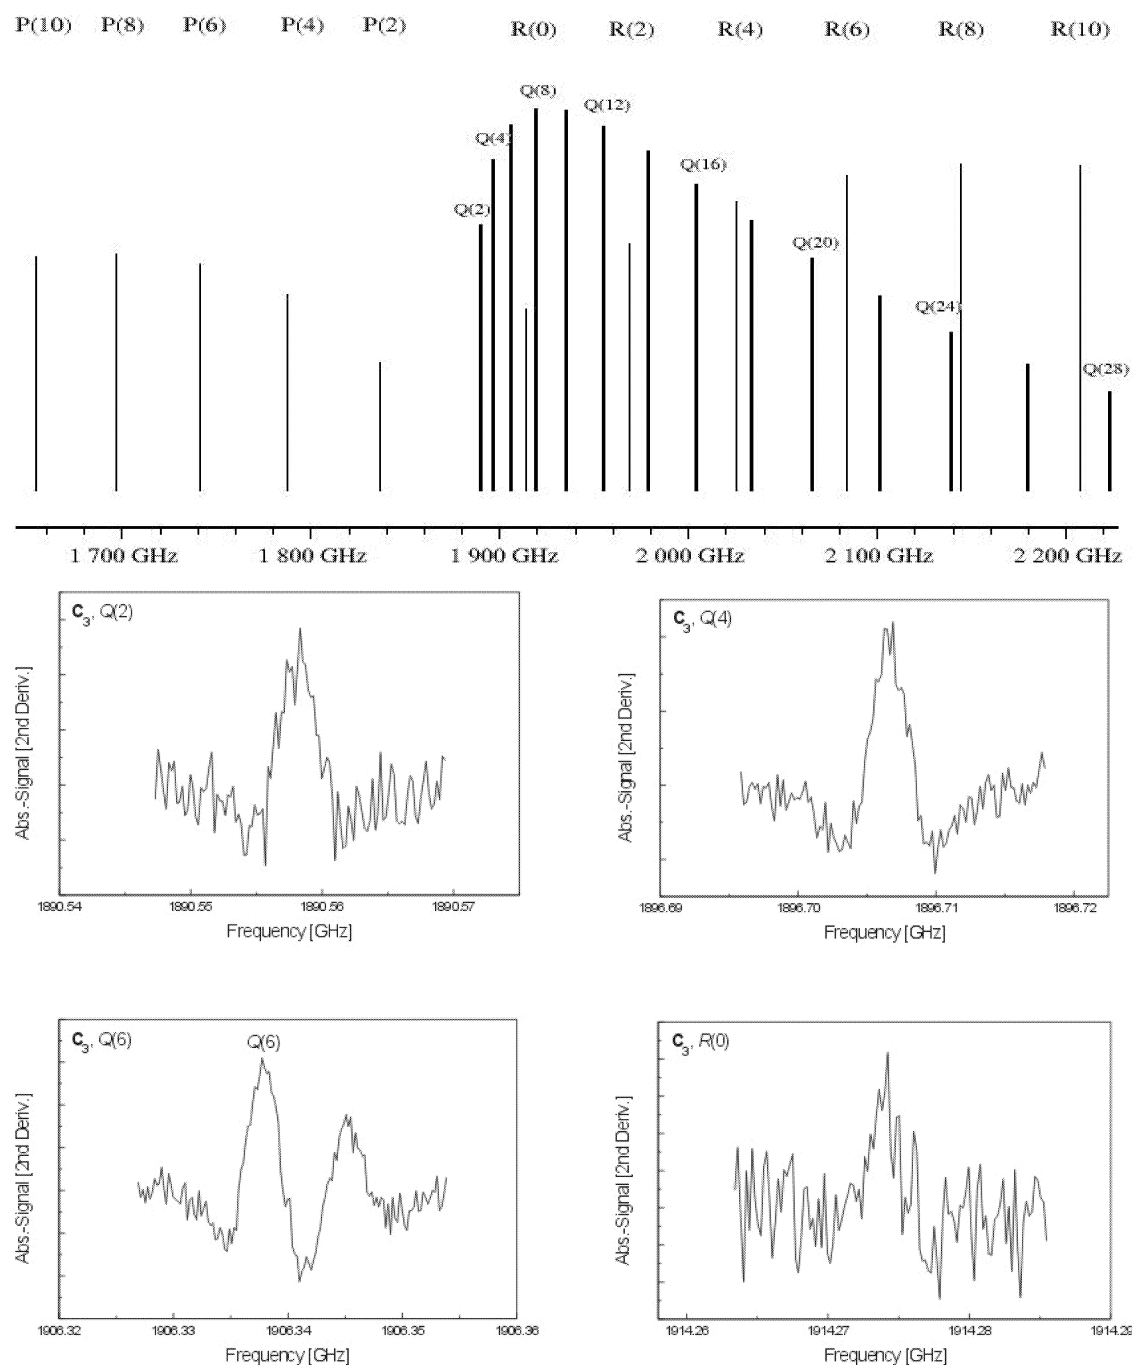 P(10) P(8) P(6) P(4) P(2) R(0) R(2) R(4) R(6) R(8) R(10)
Q(8)
Q(12)
Q(4)
Q(16)
Q(2)
Q(20)
Q(24)
Q(28)
1 700 GHz 1 800 GHz 1 900 GHz 2 000 GHz 2 100 GHz 2 200 GHz
C3, Q(2)
Abs.-Signal [2nd Deriv.]
1890.54 1890.55 1890.56 1890.57
Frequency [GHz]
C3, Q(4)
Abs.-Signal [2nd Deriv.]
1896.69 1896.70 1896.71 1896.72
Frequency [GHz]
C3, Q(6)
Q(6)
Abs.-Signal [2nd Deriv.]
1906.32 1906.33 1906.34 1906.35 1906.36
Frequency [GHz]
C3, R(0)
Abs.-Signal [2nd Deriv.]
1914.26 1914.27 1914.28 1914.29
Frequency [GHz]